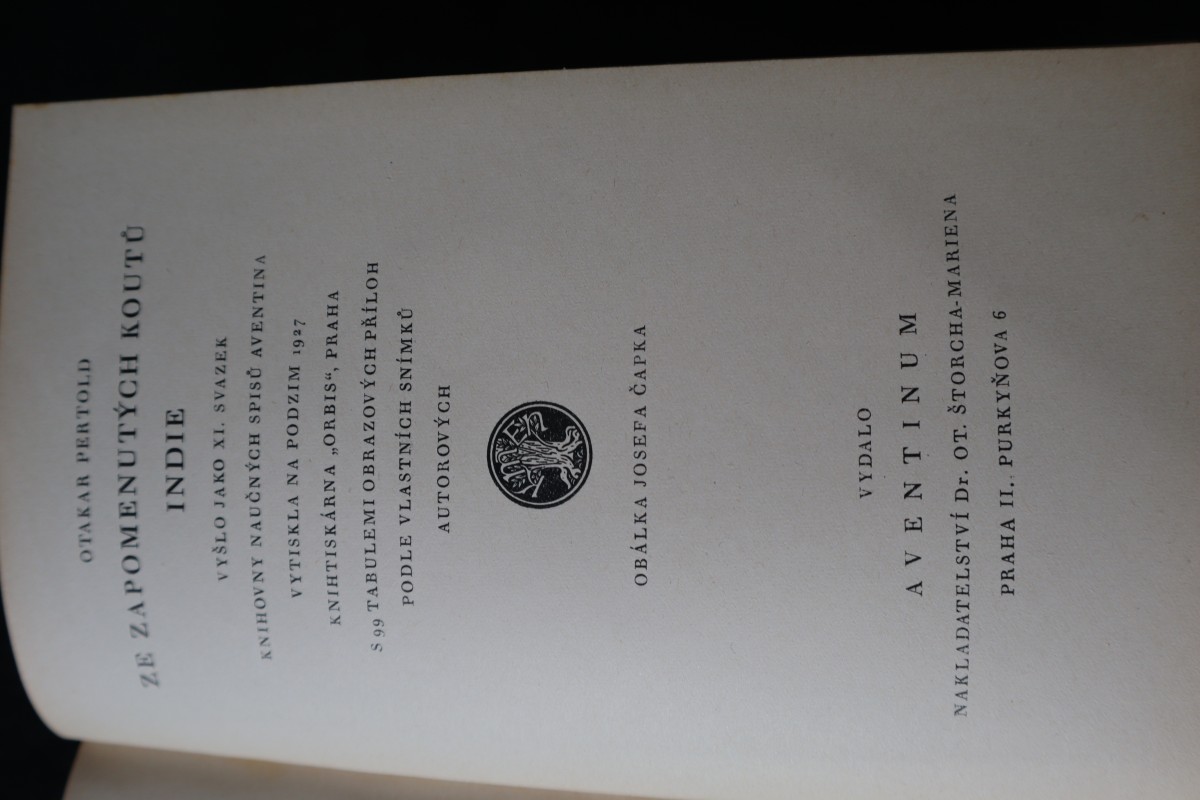 OTAKAR PERTOLD
ZE ZAPOMENUTÝCH KOUTŮ
INDIE
VYŠLO JAKO XI. SVAZEK
KNIHOVNY NAUČNÝCH SPISŮ AVENTINA
VYTISKLA NA PODZIM 1927
KNIHTISKÁRNA „ORBIS“, PRAHA
S 99 TABULEMI OBRAZOVÝCH PŘÍLOH
PODLE VLASTNÍCH SNÍMKŮ
AUTOROVÝCH
OBÁLKA JOSEFA ČAPKA
VYDALO
AVENTINUM
NAKLADATELSTVÍ Dr. OT. ŠTORCHA-MARIENA
PRAHA II. PURKYŇOVA 6